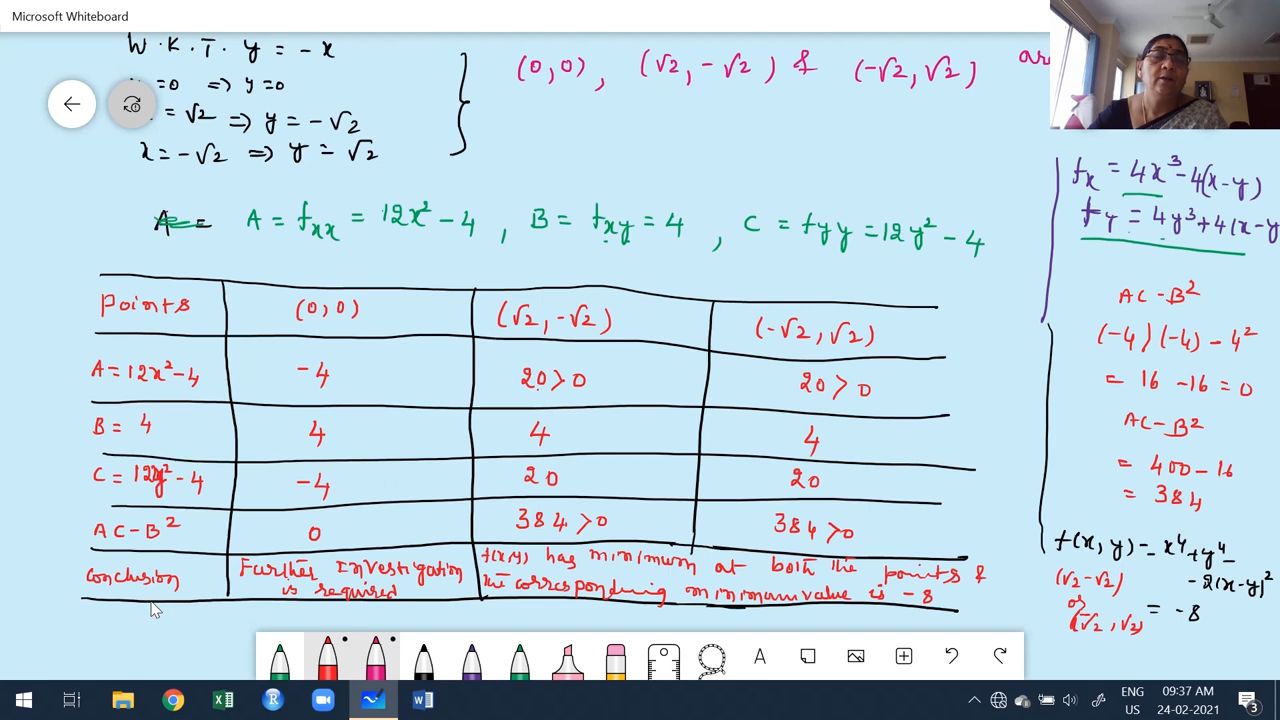 Microsoft Whiteboard
W.K.T. y = -x
=0 => y=0
= √2 => y = -√2
x = -√2 => y = √2
(0,0), (√2, -√2) & (-√2, √2) are
fx = 4x³ - 4(x-y)
fy = 4y³ + 4(x-y
A = A = fxx = 12x² - 4, B = fxy = 4, C = fyy = 12y² - 4
Points (0,0) (√2, -√2) (-√2, √2)
A = 12x² - 4 -4 20 > 0 20 > 0
B = 4 4 4 4
C = 12y² - 4 -4 20 20
AC - B² 0 384 > 0 384 > 0
Conclusion Further Investigation is required f(x,y) has minimum at both the points & the corresponding minimum value is -8
AC - B²
(-4)(-4) - 4²
= 16 - 16 = 0
AC - B²
= 400 - 16
= 384
f(x,y) = x⁴ + y⁴
- 2(x-y)²
(√2 -√2)
or
(-√2, √2) = -8
ENG
US
09:37 AM
24-02-2021
3